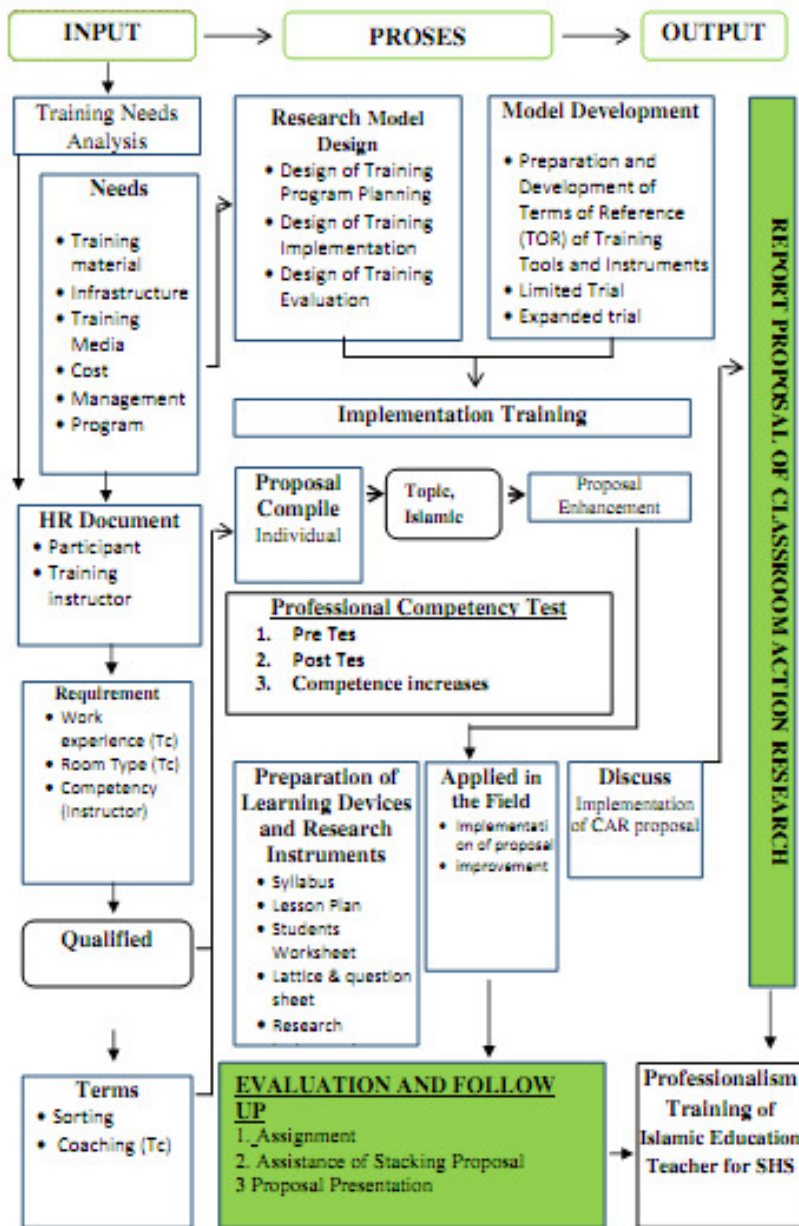 INPUT
PROSES
OUTPUT
Training Needs
Analysis
Needs
• Training
material
• Infrastructure
• Training
Media
• Cost
• Management
• Program
HR Document
• Participant
• Training
instructor
Requirement
• Work
experience (Tc)
• Room Type (Tc)
• Competency
(Instructor)
Qualified
Terms
• Sorting
• Coaching (Tc)
Research Model
Design
• Design of Training
Program Planning
• Design of Training
Implementation
• Design of Training
Evaluation
Model Development
• Preparation and
Development of
Terms of Reference
(TOR) of Training
Tools and Instruments
• Limited Trial
• Expanded trial
Implementation Training
Proposal
Compile
Individual
Topic,
Islamic
Proposal
Enhancement
Professional Competency Test
1. Pre Tes
2. Post Tes
3. Competence increases
Preparation of
Learning Devices
and Research
Instruments
• Syllabus
• Lesson Plan
• Students
Worksheet
• Lattice & question
sheet
• Research
Applied in
the Field
• Implementati
on of proposal
• improvement
Discuss
Implementation
of CAR proposal
EVALUATION AND FOLLOW
UP
1. Assignment
2. Assistance of Stacking Proposal
3 Proposal Presentation
REPORT PROPOSAL OF CLASSROOM ACTION RESEARCH
Professionalism
Training of
Islamic Education
Teacher for SHS